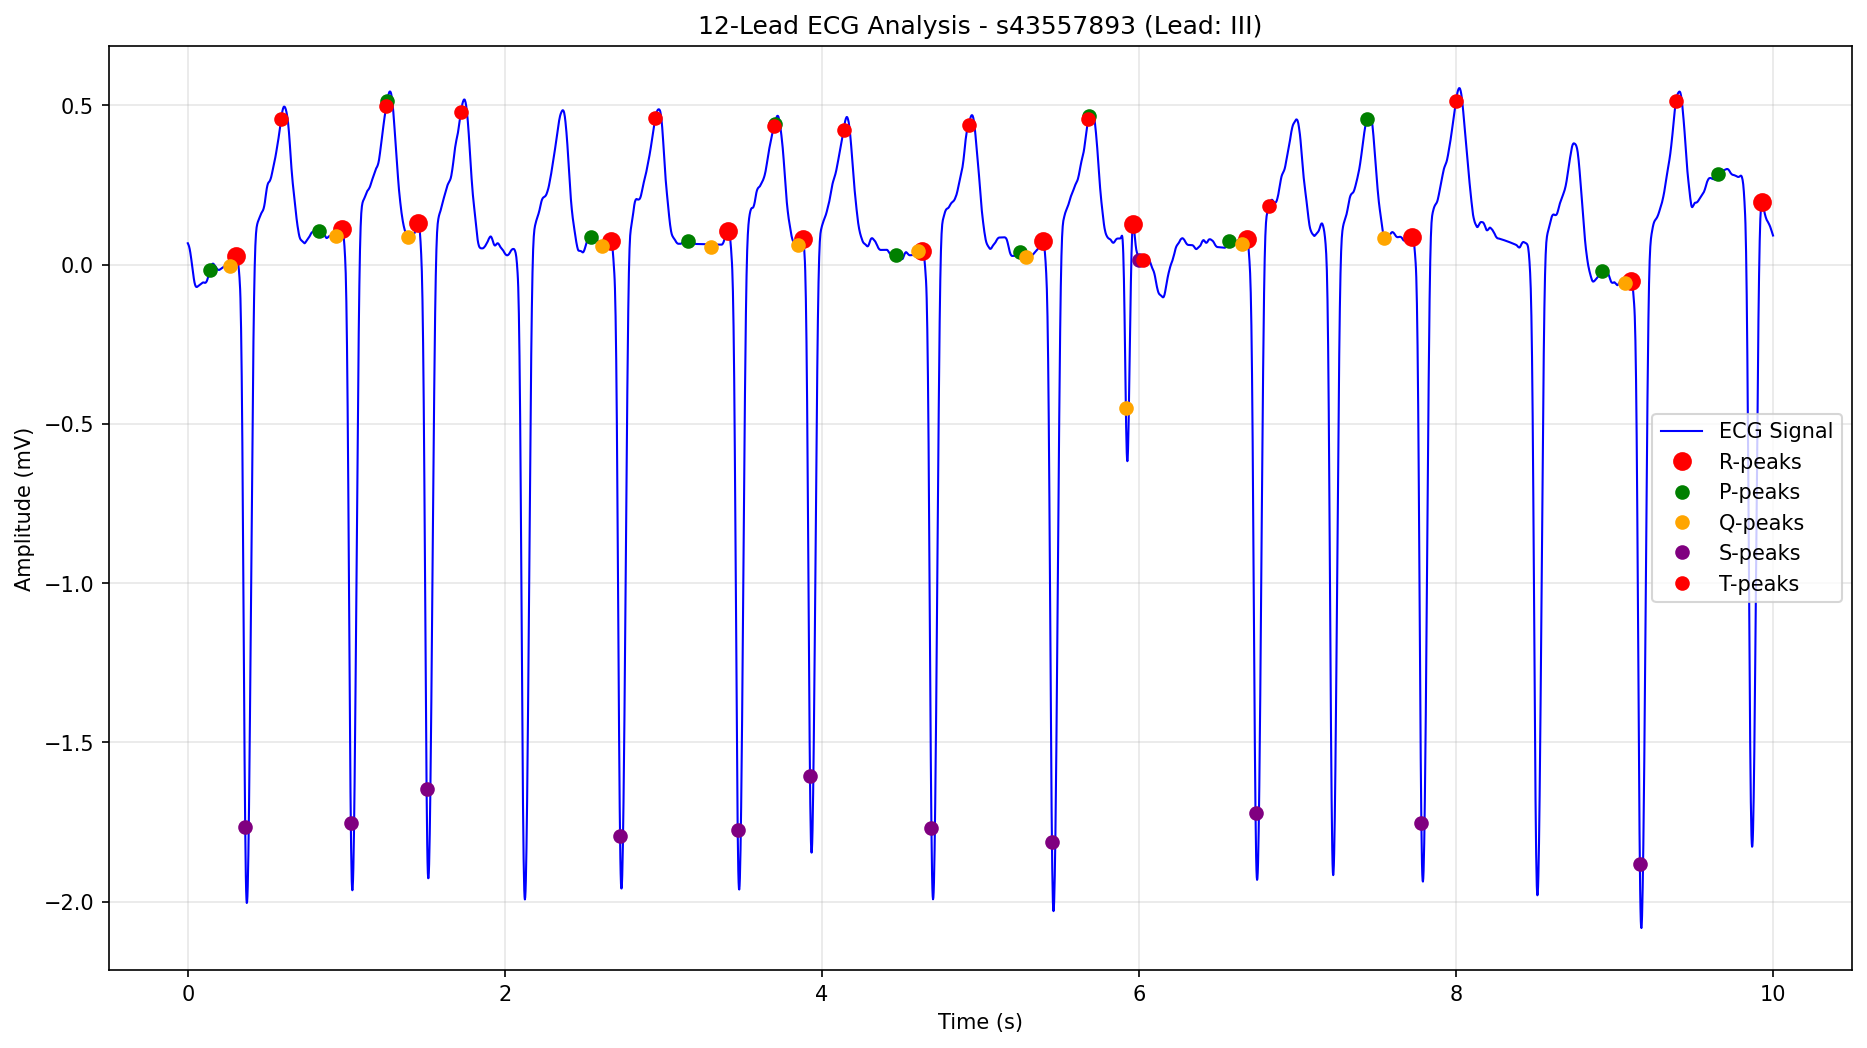 12-Lead ECG Analysis - s43557893 (Lead: III)
Amplitude (mV)
0.5
0.0
−0.5
−1.0
−1.5
−2.0
ECG Signal
R-peaks
P-peaks
Q-peaks
S-peaks
T-peaks
0 2 4 6 8 10
Time (s)